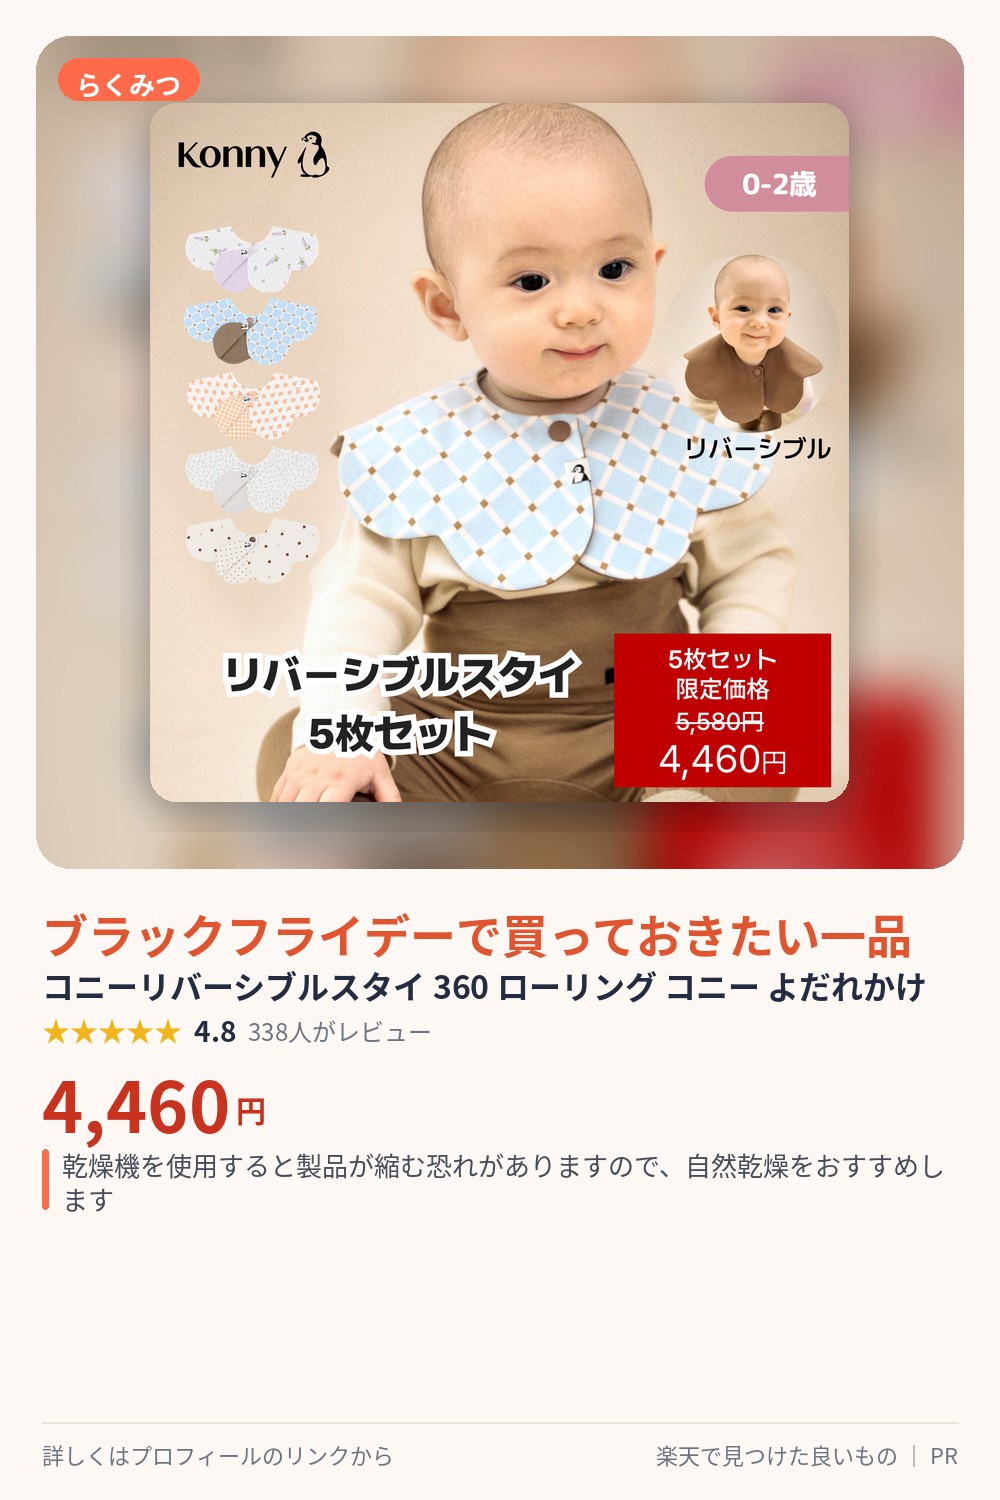 らくみつ
Konny
0-2歳
リバーシブル
リバーシブルスタイ
5枚セット
5枚セット
限定価格
5,580円
4,460円
ブラックフライデーで買っておきたい一品
コニーリバーシブルスタイ 360 ローリング コニー よだれかけ
★★★★★ 4.8 338人がレビュー
4,460円
乾燥機を使用すると製品が縮む恐れがありますので、自然乾燥をおすすめし
ます
詳しくはプロフィールのリンクから
楽天で見つけた良いもの ｜ PR